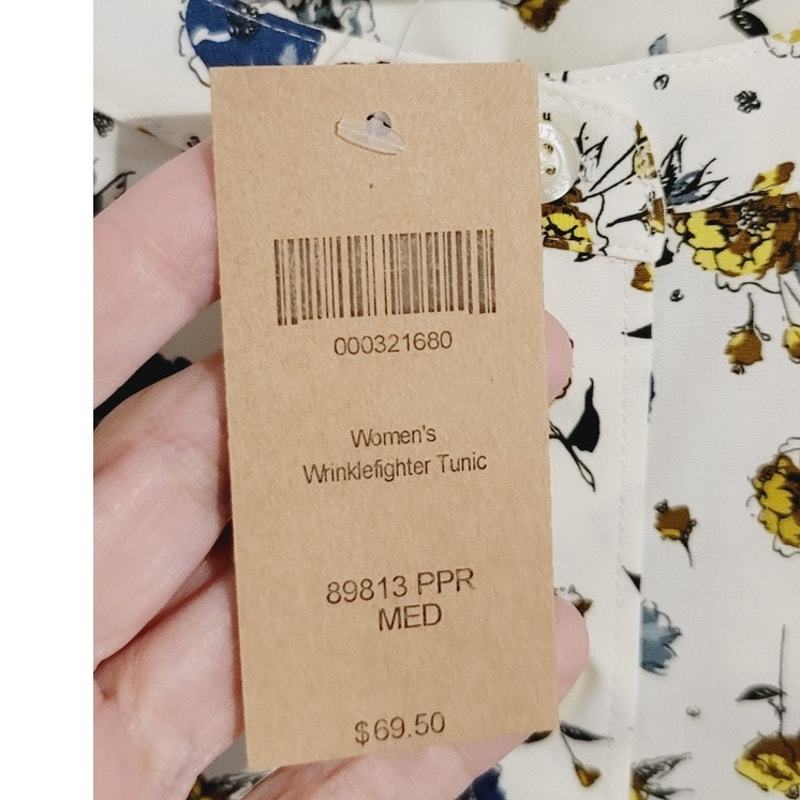 000321680
Women's
Wrinklefighter Tunic
89813 PPR
MED
$69.50